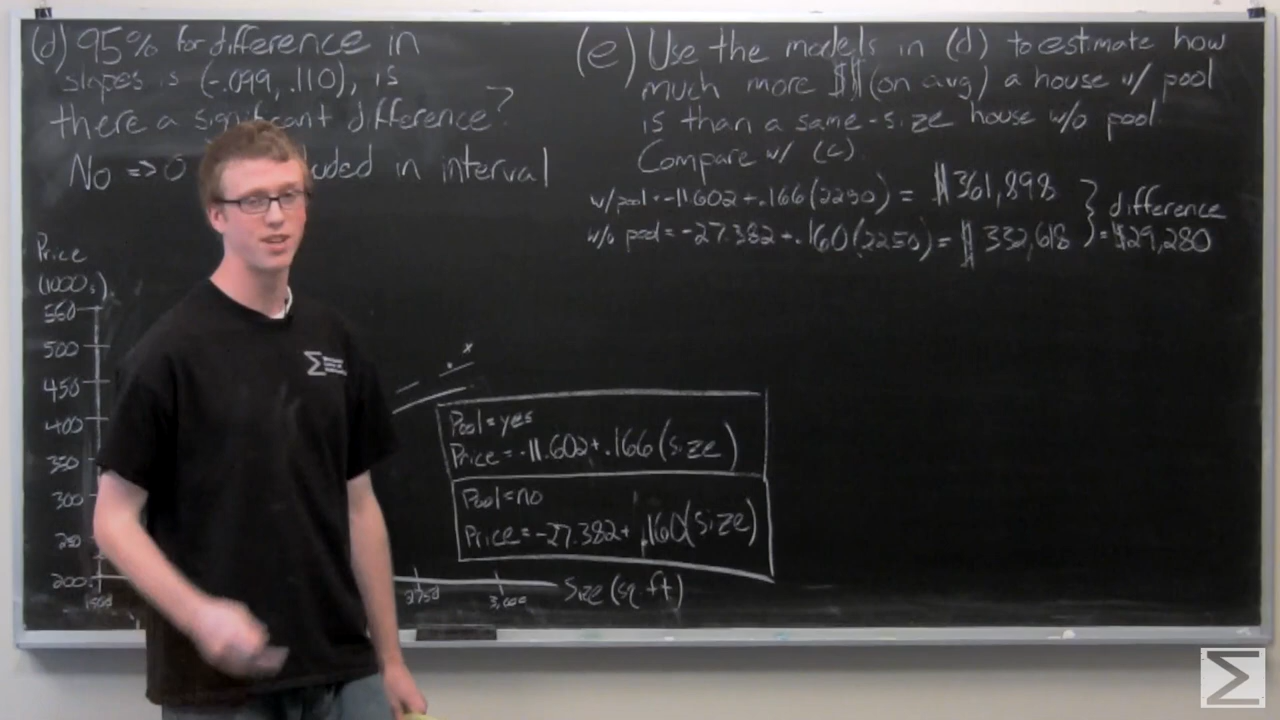 (d) 95% for difference in
slopes is (-.099, .110), is
there a significant difference?
No => 0 in interval
(e) Use the models in (d) to estimate how
much more $$ (on avg) a house w/ pool
is than a same-size house w/o pool.
Compare w/ (c).
w/pool = -11.602 + .166(2250) = $361,898
w/o pool = -27.382 + .160(2250) = $332,618
difference
= $29,280
Price
(1000s)
560
500
450
400
350
300
250
200
1500
2750
3,000
Size (sq. ft)
Pool = yes
Price = -11.602 + .166 (size)
Pool = no
Price = -27.382 + .160(size)
Σ
Σ